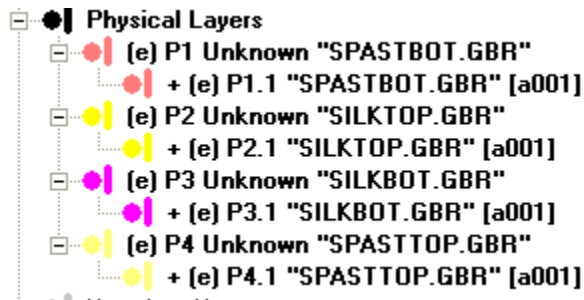 Physical Layers
(e) P1 Unknown "SPASTBOT.GBR"
+ (e) P1.1 "SPASTBOT.GBR" [a001]
(e) P2 Unknown "SILKTOP.GBR"
+ (e) P2.1 "SILKTOP.GBR" [a001]
(e) P3 Unknown "SILKBOT.GBR"
+ (e) P3.1 "SILKBOT.GBR" [a001]
(e) P4 Unknown "SPASTTOP.GBR"
+ (e) P4.1 "SPASTTOP.GBR" [a001]